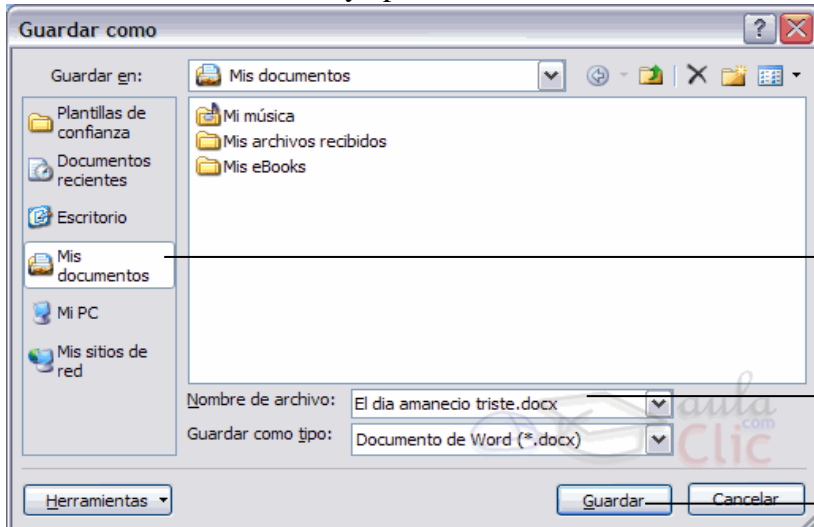 Guardar como
Guardar en:
Mis documentos
Plantillas de
confianza
Documentos
recientes
Escritorio
Mis
documentos
Mi PC
Mis sitios de
red
Mi música
Mis archivos recibidos
Mis eBooks
Nombre de archivo:
El dia amanecio triste.docx
Guardar como tipo:
Documento de Word (*.docx)
aula
Clic
.com
Herramientas
Guardar
Cancelar